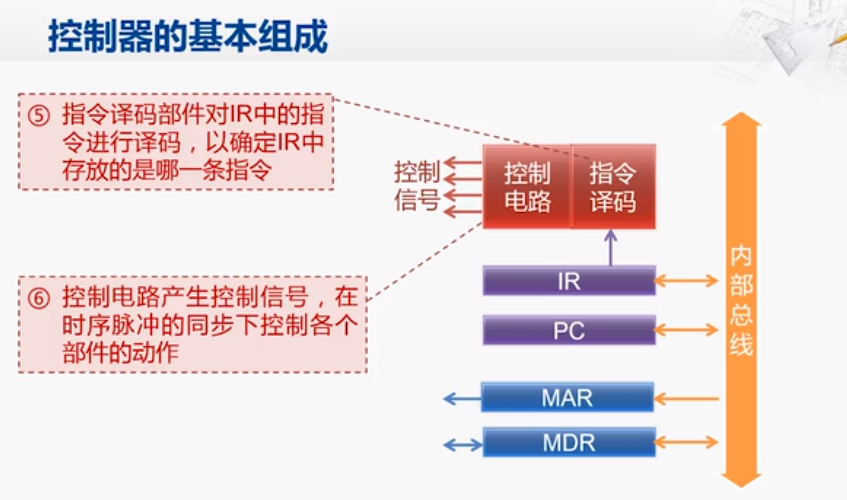 控制器的基本组成
⑤ 指令译码部件对IR中的指
令进行译码，以确定IR中
存放的是哪一条指令
控制
信号
控制
电路
指令
译码
⑥ 控制电路产生控制信号，在
时序脉冲的同步下控制各个
部件的动作
IR
PC
MAR
MDR
内
部
总
线